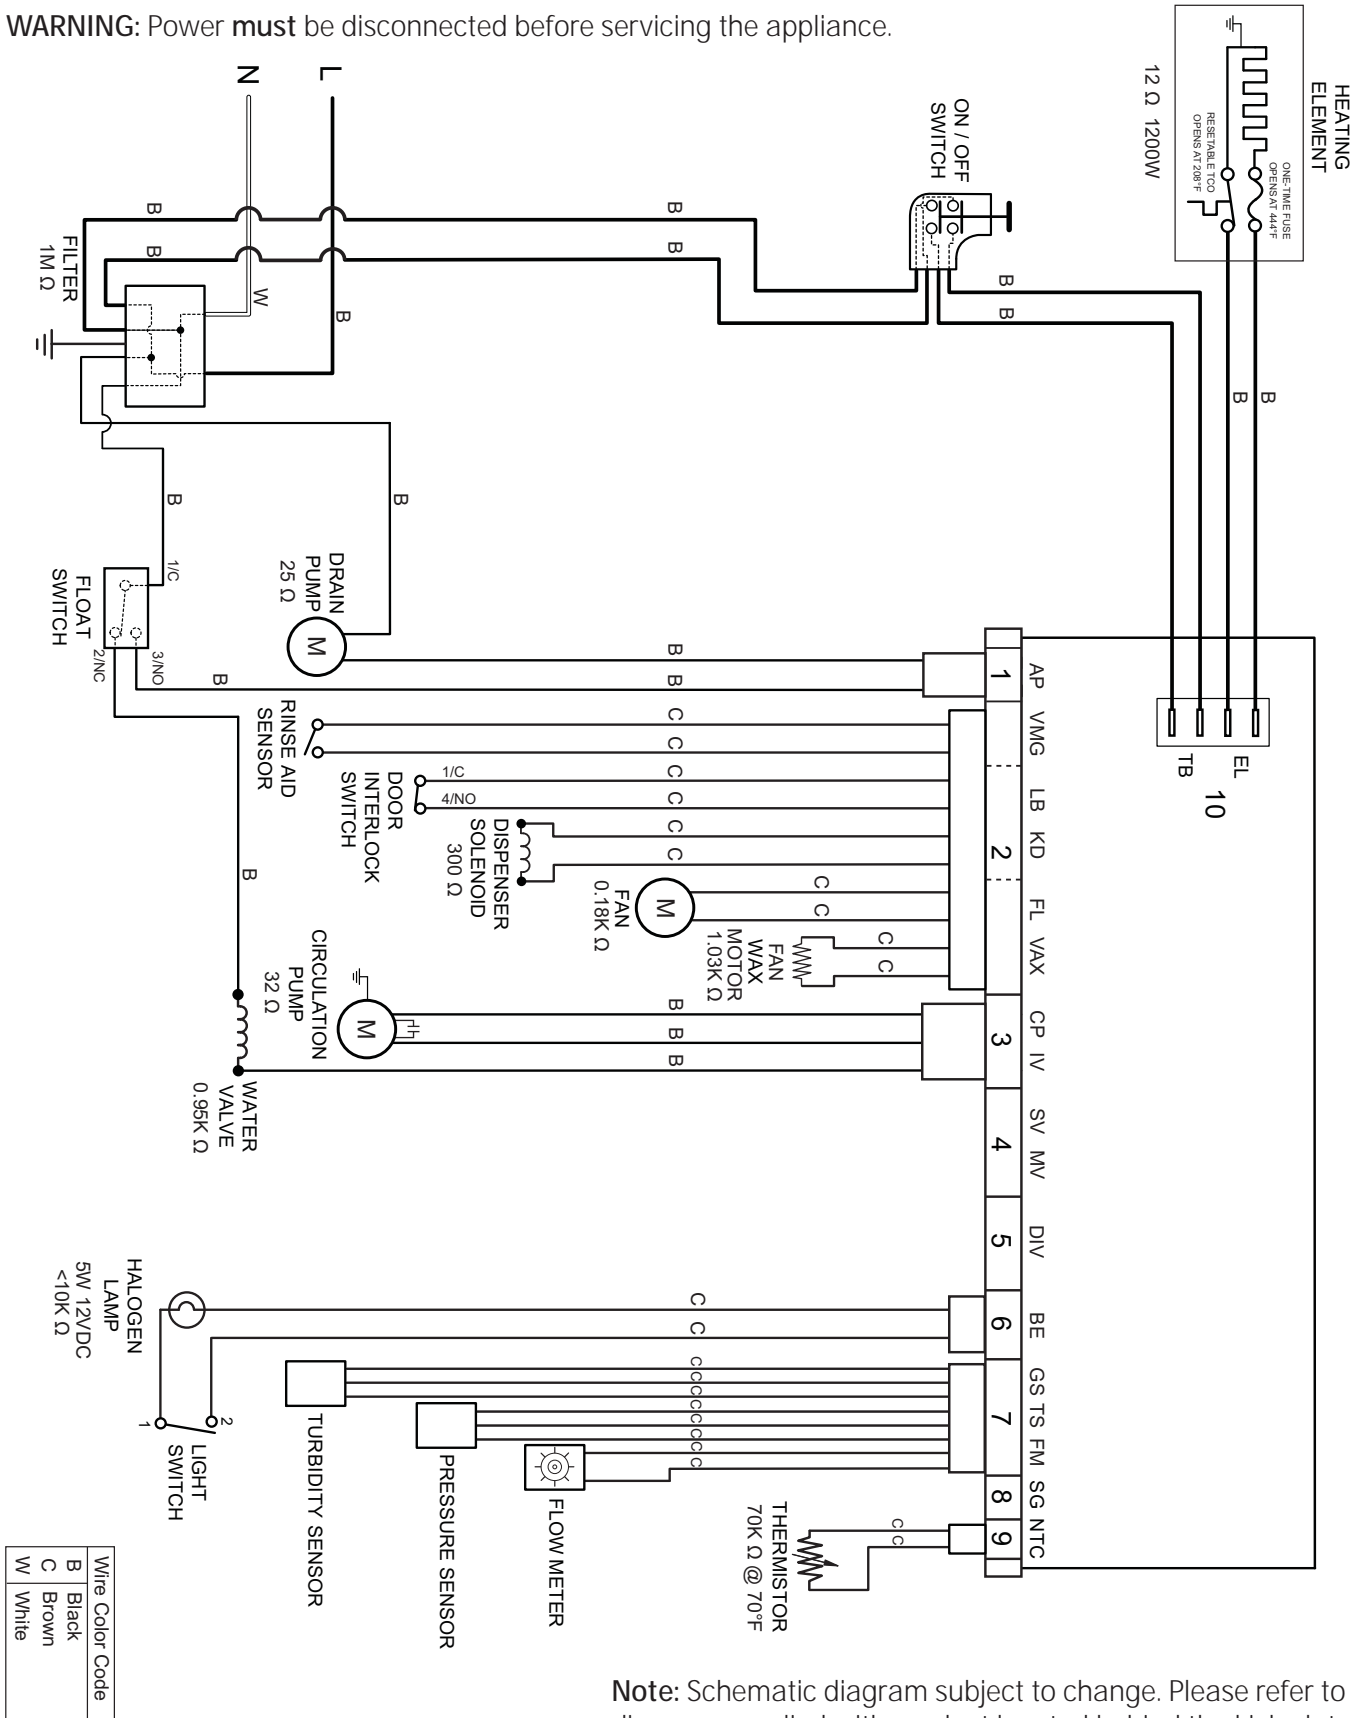 WARNING: Power must be disconnected before servicing the appliance.
HEATING
ELEMENT
12 Ω 1200W
ONE-TIME FUSE
OPENS AT 444°F
RESETABLE TCO
OPENS AT 208°F
N
L
ON / OFF
SWITCH
B
B
B
B
B
B
B
B
W
B
FILTER
1M Ω
B
B
1/C
FLOAT
SWITCH
2/NC
3/NO
DRAIN
PUMP
25 Ω
M
B
B
B
1
AP
EL
TB
10
RINSE AID
SENSOR
C
C
VMG
DOOR
INTERLOCK
SWITCH
1/C
4/NO
C
C
LB
DISPENSER
SOLENOID
300 Ω
C
C
KD
2
FAN
0.18K Ω
M
C
C
FL
FAN
WAX
MOTOR
1.03K Ω
C
C
VAX
B
CIRCULATION
PUMP
32 Ω
M
B
B
B
3
CP
IV
WATER
VALVE
0.95K Ω
4
SV
MV
5
DIV
HALOGEN
LAMP
5W 12VDC
<10K Ω
C
C
6
BE
1
2
LIGHT
SWITCH
TURBIDITY SENSOR
PRESSURE SENSOR
FLOW METER
C
C
C
C
C
C
C
C
7
GS
TS
FM
8
SG
9
NTC
C
C
THERMISTOR
70K Ω @ 70°F
Wire Color Code
B Black
C Brown
W White
Note: Schematic diagram subject to change. Please refer to